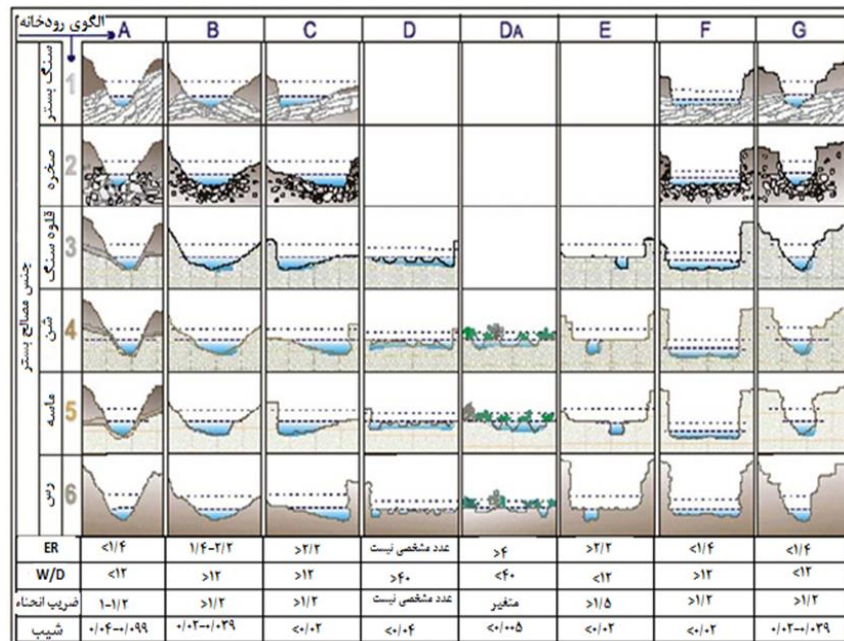 الگوی رودخانه A B C D DA E F G
جنس مصالح بستر
سنگ بستر 1
صخره 2
قلوه سنگ 3
شن 4
ماسه 5
رس 6
ER <۱/۴ ۱/۴-۲/۲ >۲/۲ عدد مشخصی نیست >۴ >۲/۲ <۱/۴ <۱/۴
W/D <۱۲ >۱۲ >۱۲ >۴۰ <۴۰ <۱۲ >۱۲ <۱۲
ضریب انحناء ۱-۱/۲ >۱/۲ >۱/۲ عدد مشخصی نیست متغیر >۱/۵ >۱/۲ >۱/۲
شیب ۰/۰۴-۰/۰۹۹ ۰/۰۲-۰/۰۳۹ <۰/۰۲ <۰/۰۴ <۰/۰۰۵ <۰/۰۲ <۰/۰۲ ۰/۰۲-۰/۰۳۹